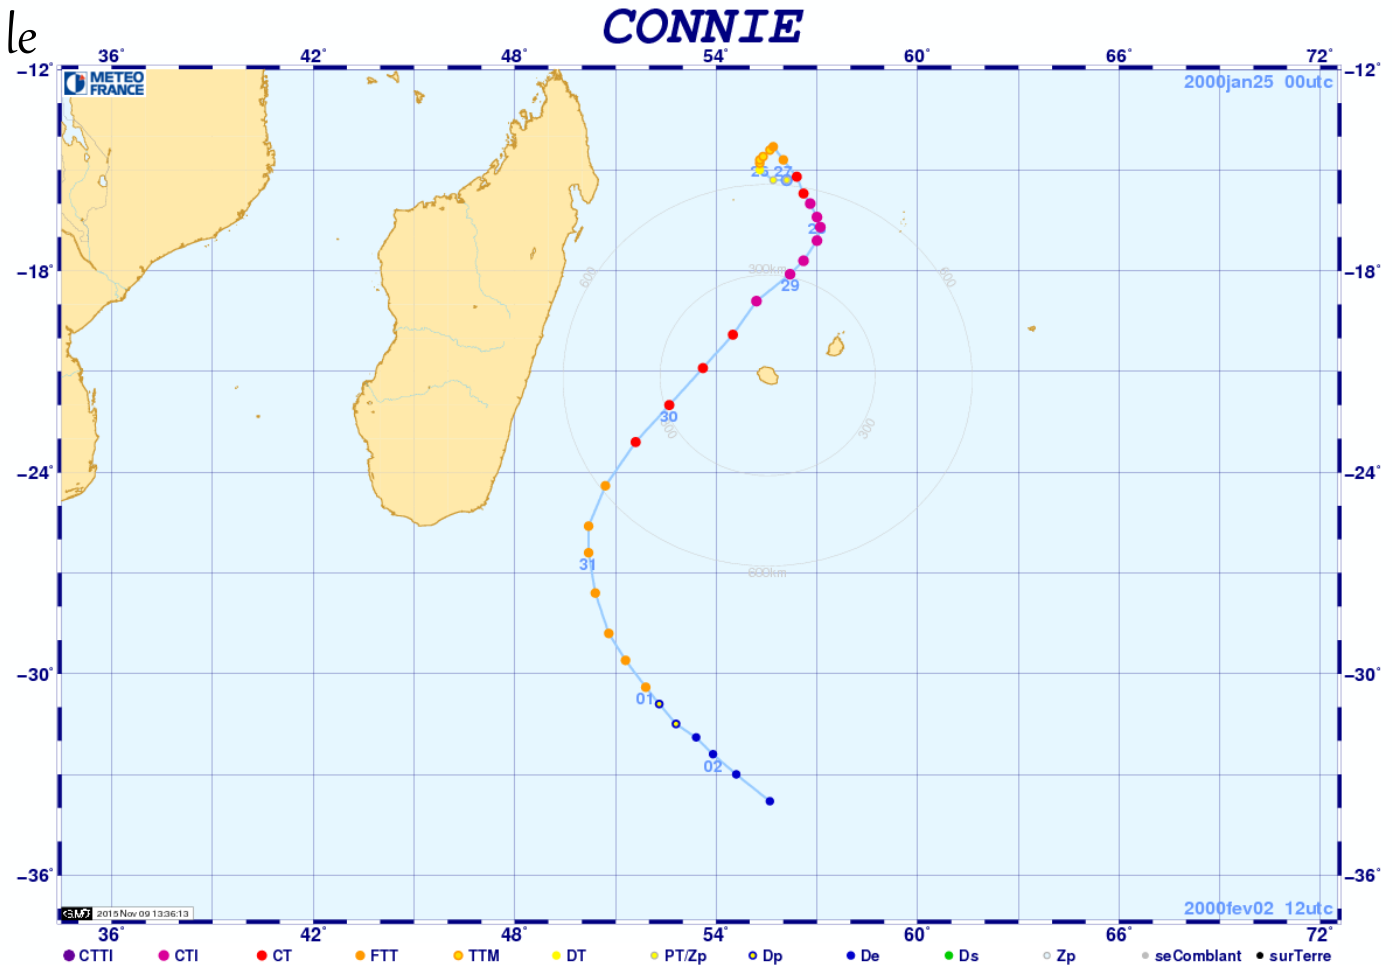 le
CONNIE
36° 42° 48° 54° 60° 66° 72°
-12° -12°
METEO
FRANCE
2000jan25 00utc
27
600 600
-18° 300km -18°
29
30
300
-24° -24°
31
600km
-30° -30°
01
02
-36° -36°
2015 Nov 09 13:36:13
2000fev02 12utc
36° 42° 48° 54° 60° 66° 72°
CTTI CTI CT FTT TTM DT PT/Zp Dp De Ds Zp seComblant surTerre